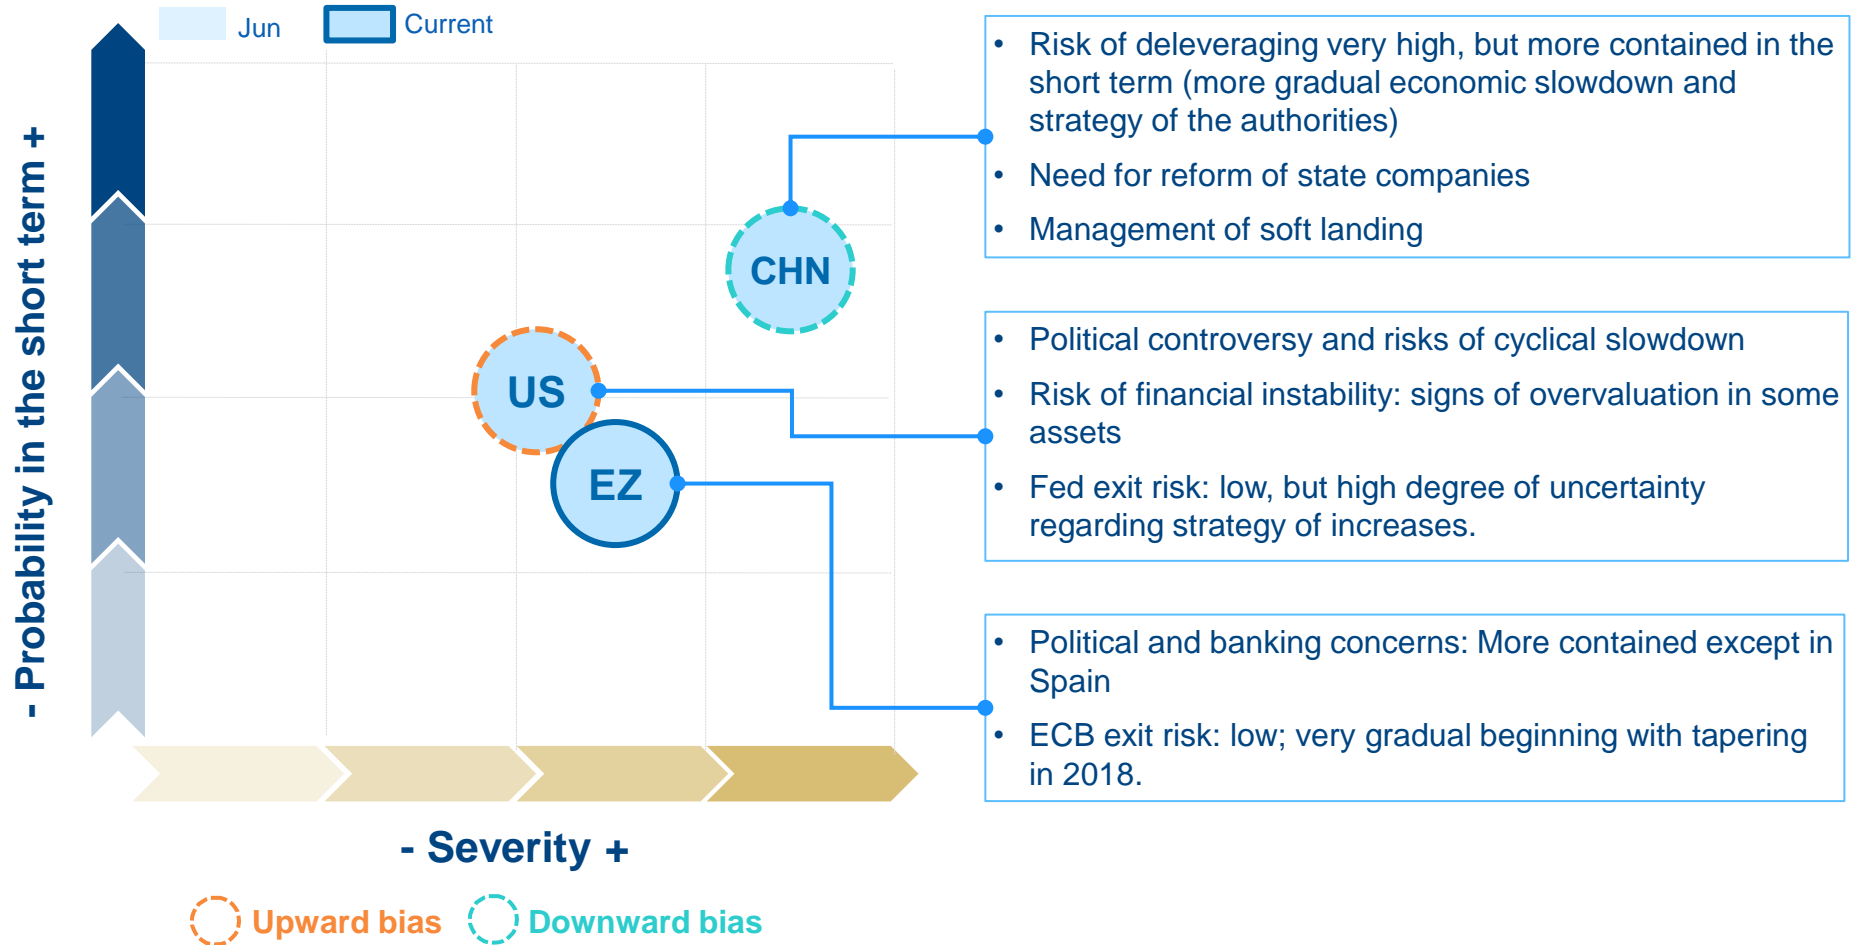 Jun
Current
- Probability in the short term +
CHN
US
EZ
- Severity +
Upward bias
Downward bias
• Risk of deleveraging very high, but more contained in the
short term (more gradual economic slowdown and
strategy of the authorities)
• Need for reform of state companies
• Management of soft landing
• Political controversy and risks of cyclical slowdown
• Risk of financial instability: signs of overvaluation in some
assets
• Fed exit risk: low, but high degree of uncertainty
regarding strategy of increases.
• Political and banking concerns: More contained except in
Spain
• ECB exit risk: low; very gradual beginning with tapering
in 2018.